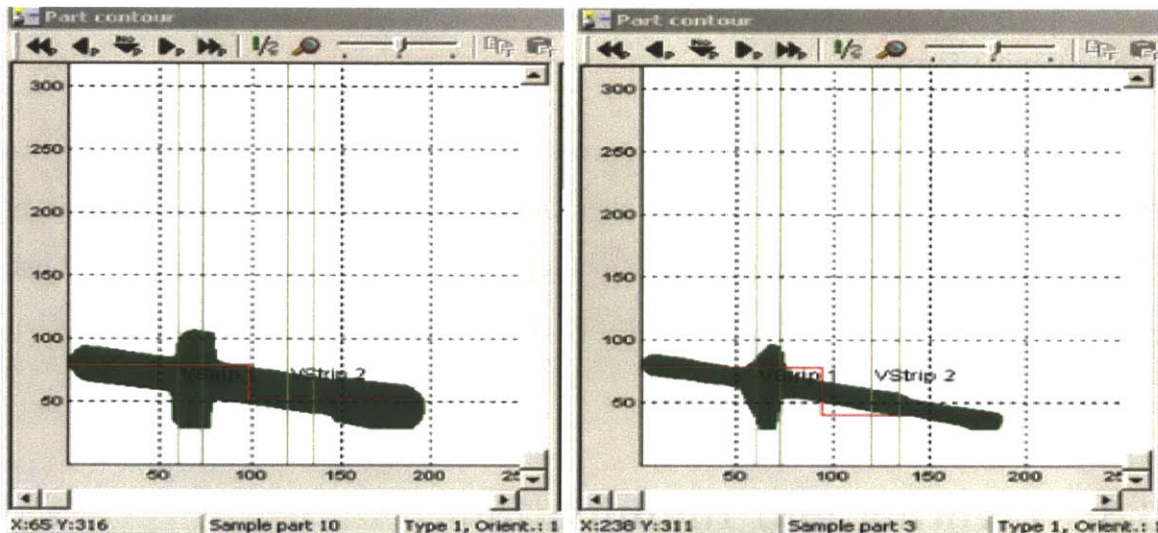 Part contour
1/2
300
250
200
150
100
50
VStrip
VStrip 2
50
100
150
200
X:65 Y:316
Sample part 10
Type 1, Orient.: 1
Part contour
1/2
300
250
200
150
100
50
VStrip 1
VStrip 2
50
100
150
200
25
X:238 Y:311
Sample part 3
Type 1, Orient.: 1